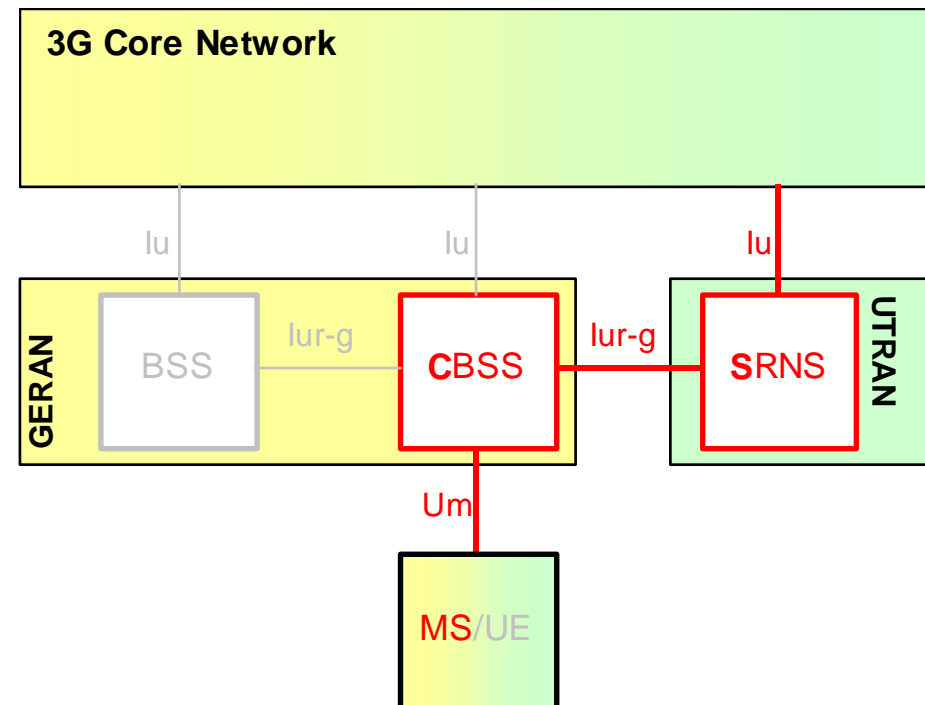 3G Core Network
Iu
Iu
Iu
GERAN
BSS
Iur-g
CBSS
Iur-g
SRNS
UTRAN
Um
MS/UE